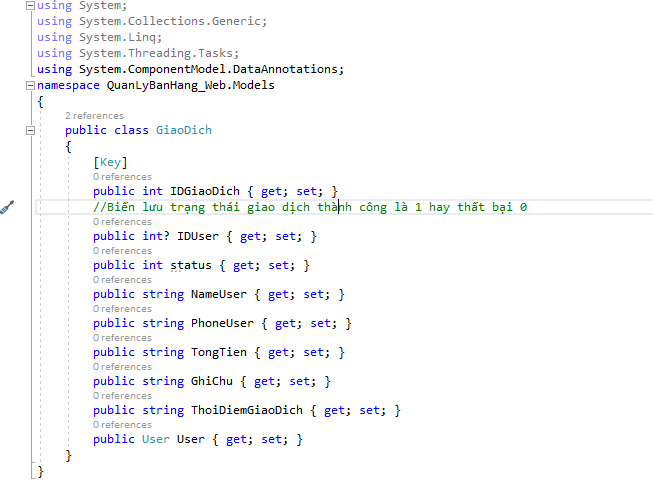 using System;
using System.Collections.Generic;
using System.Linq;
using System.Threading.Tasks;
using System.ComponentModel.DataAnnotations;
namespace QuanLyBanHang_Web.Models
{
2 references
public class GiaoDich
{
[Key]
0 references
public int IDGiaoDich { get; set; }
//Biến lưu trạng thái giao dịch thành công là 1 hay thất bại 0
0 references
public int? IDUser { get; set; }
0 references
public int status { get; set; }
0 references
public string NameUser { get; set; }
0 references
public string PhoneUser { get; set; }
0 references
public string TongTien { get; set; }
0 references
public string GhiChu { get; set; }
0 references
public string ThoiDiemGiaoDich { get; set; }
0 references
public User User { get; set; }
}
}